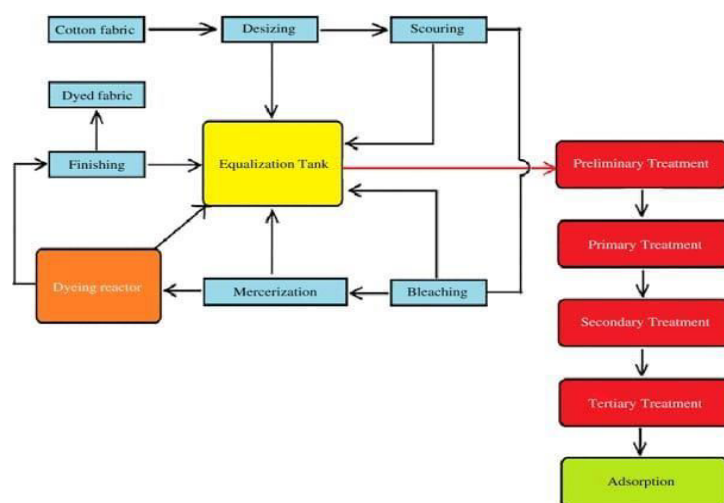 Cotton fabric
Desizing
Scouring
Dyed fabric
Finishing
Equalization Tank
Preliminary Treatment
Primary Treatment
Dyeing reactor
Mercerization
Bleaching
Secondary Treatment
Tertiary Treatment
Adsorption